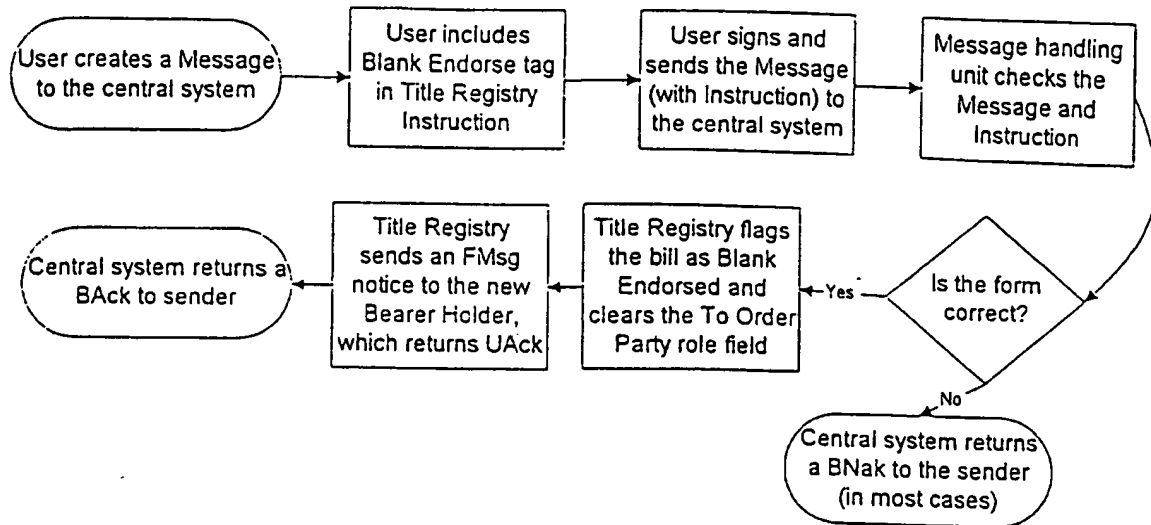 User creates a Message
to the central system
User includes
Blank Endorse tag
in Title Registry
Instruction
User signs and
sends the Message
(with Instruction) to
the central system
Message handling
unit checks the
Message and
Instruction
Is the form
correct?
Yes
Title Registry flags
the bill as Blank
Endorsed and
clears the To Order
Party role field
Title Registry
sends an FMsg
notice to the new
Bearer Holder,
which returns UAck
Central system returns a
BAck to sender
No
Central system returns
a BNak to the sender
(in most cases)